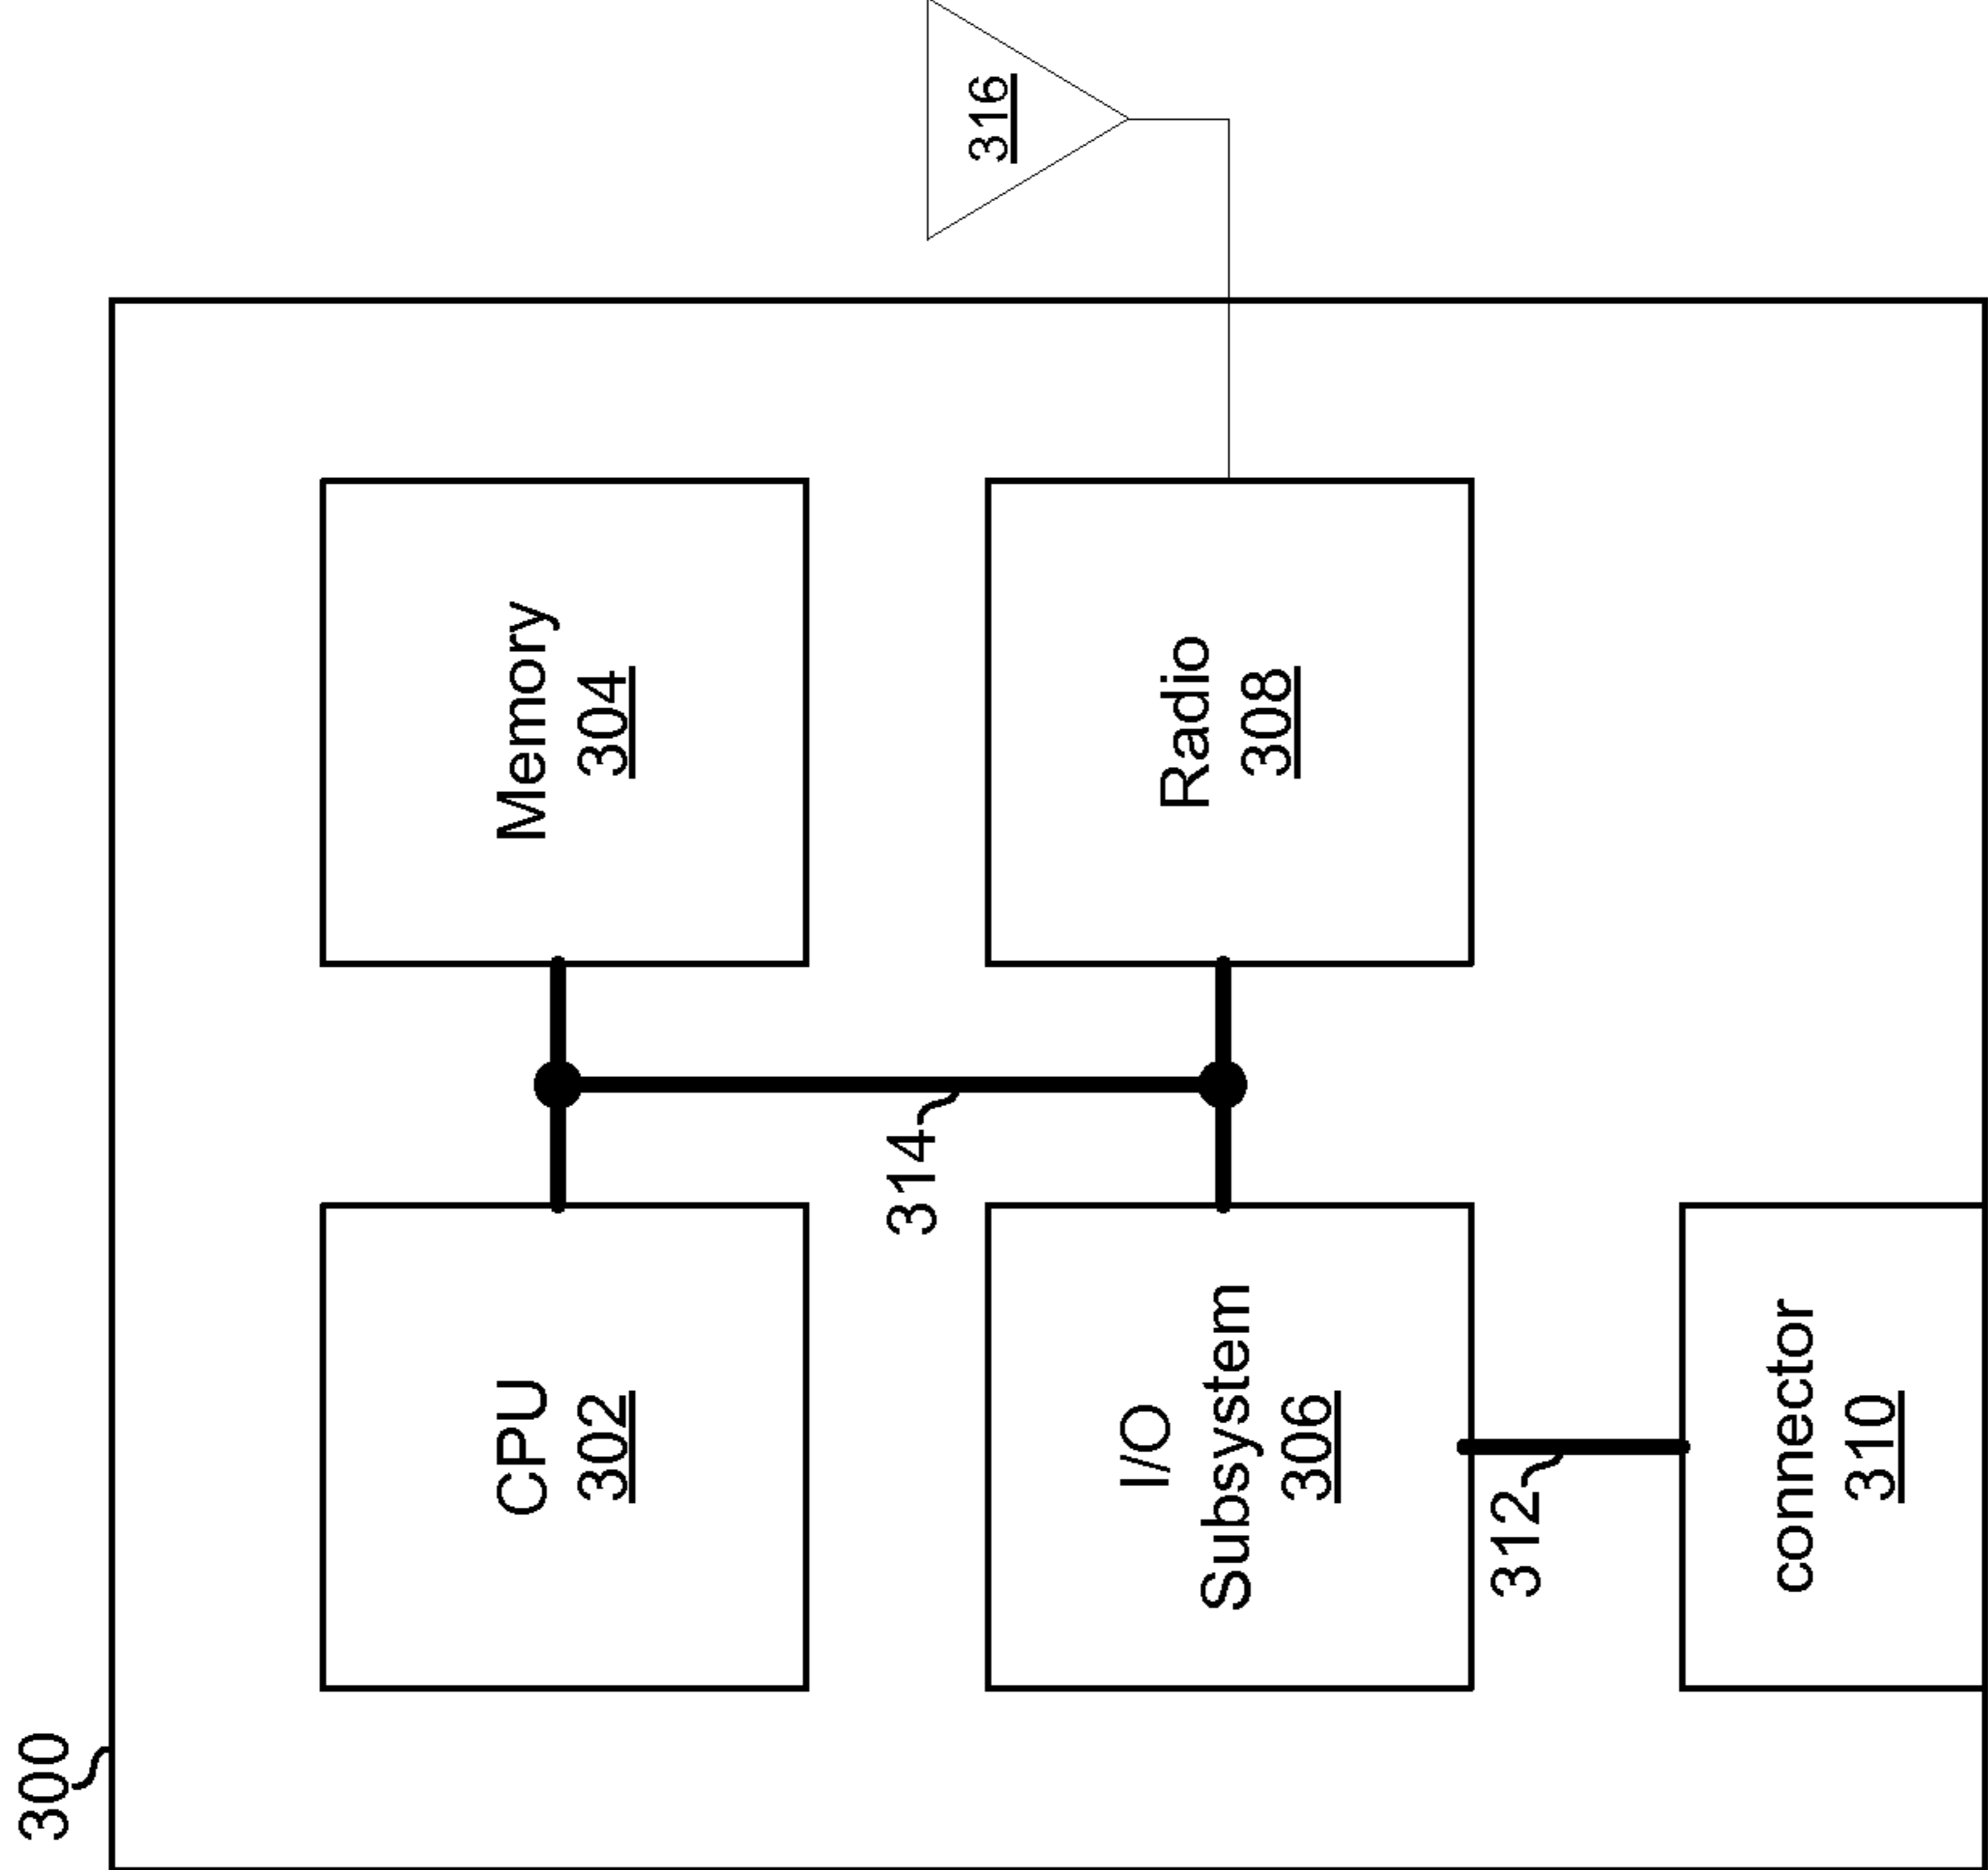 300
CPU
302
Memory
304
314
I/O
Subsystem
306
Radio
308
316
312
connector
310